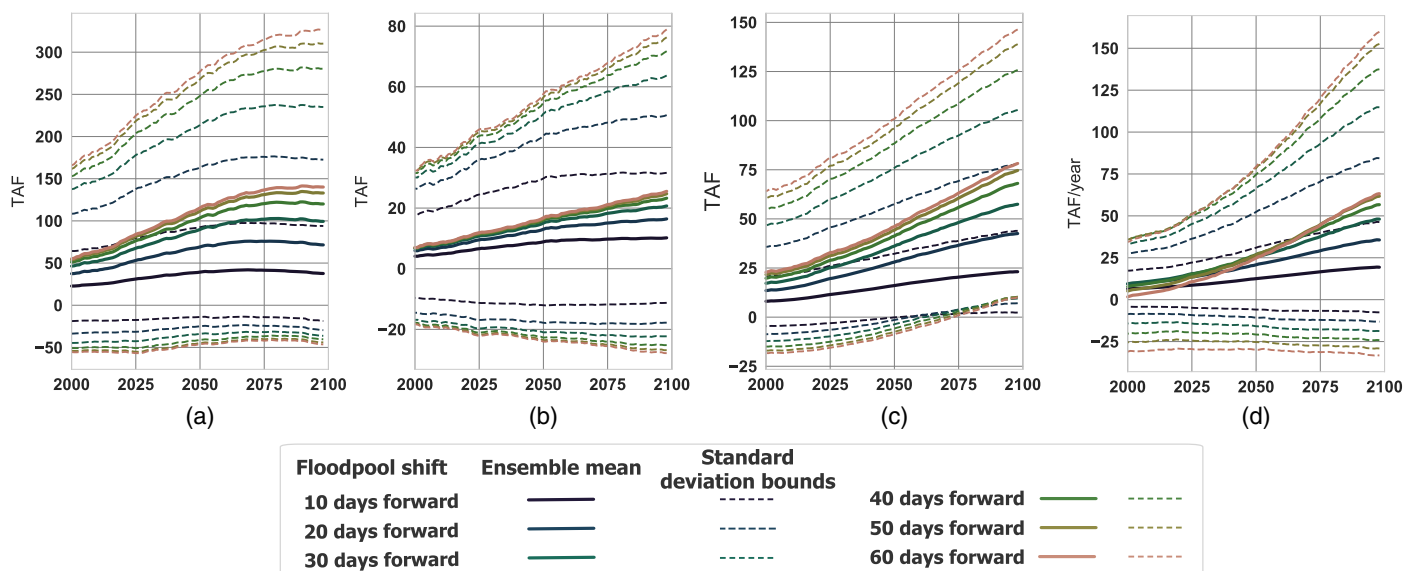 300
250
200
150
100
50
0
−50
TAF
2000 2025 2050 2075 2100
(a)
80
60
40
20
0
−20
TAF
2000 2025 2050 2075 2100
(b)
150
125
100
75
50
25
0
−25
TAF
2000 2025 2050 2075 2100
(c)
150
125
100
75
50
25
0
−25
TAF/year
2000 2025 2050 2075 2100
(d)
Floodpool shift Ensemble mean Standard deviation bounds
10 days forward
20 days forward
30 days forward
40 days forward
50 days forward
60 days forward